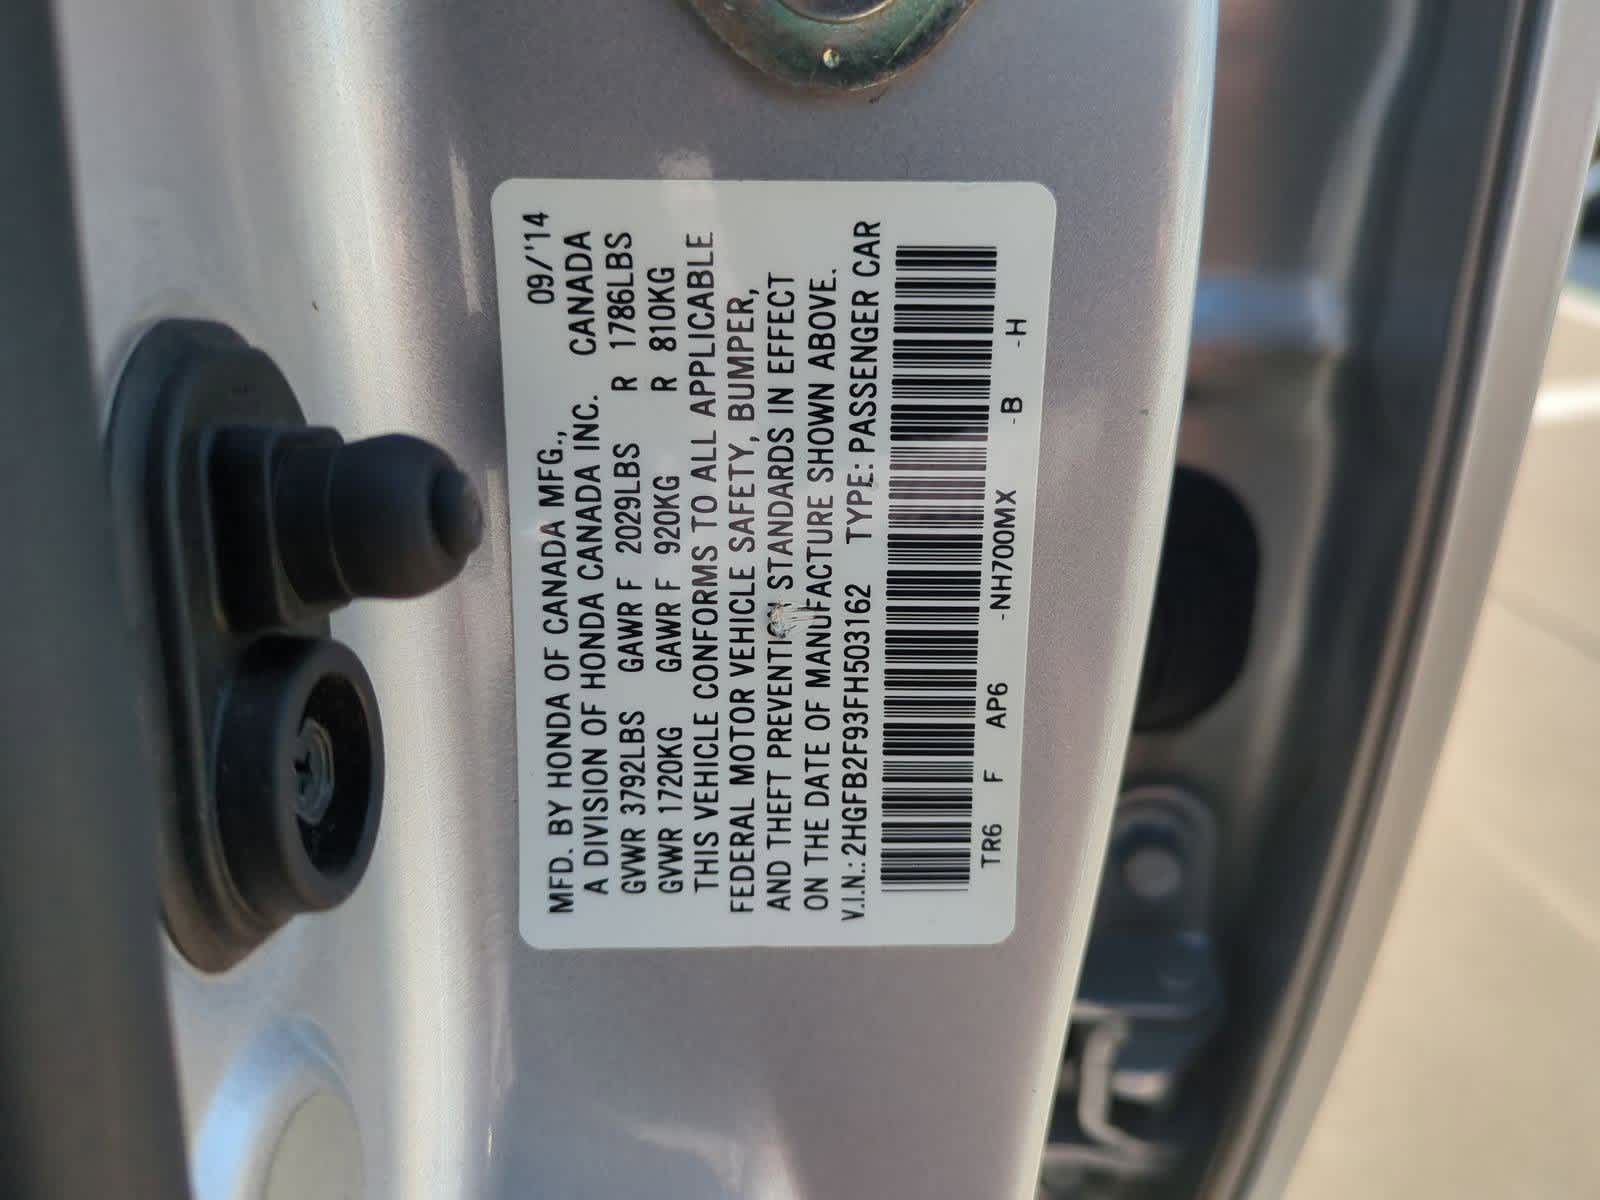 MFD. BY HONDA OF CANADA MFG., 09/'14
A DIVISION OF HONDA CANADA INC. CANADA
GVWR 3792LBS GAWR F 2029LBS R 1786LBS
GVWR 1720KG GAWR F 920KG R 810KG
THIS VEHICLE CONFORMS TO ALL APPLICABLE
FEDERAL MOTOR VEHICLE SAFETY, BUMPER,
AND THEFT PREVENTION STANDARDS IN EFFECT
ON THE DATE OF MANUFACTURE SHOWN ABOVE.
V.I.N.: 2HGFB2F93FH503162 TYPE: PASSENGER CAR
TR6 F AP6 -NH700MX -B -H